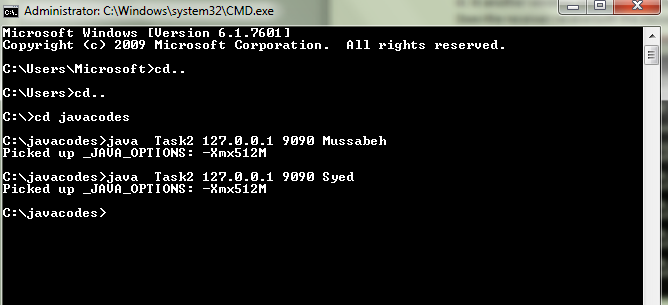 Administrator: C:\Windows\system32\CMD.exe
Microsoft Windows [Version 6.1.7601]
Copyright (c) 2009 Microsoft Corporation.  All rights reserved.
C:\Users\Microsoft>cd..
C:\Users>cd..
C:\>cd javacodes
C:\javacodes>java  Task2 127.0.0.1 9090 Mussabeh
Picked up _JAVA_OPTIONS: -Xmx512M
C:\javacodes>java  Task2 127.0.0.1 9090 Syed
Picked up _JAVA_OPTIONS: -Xmx512M
C:\javacodes>